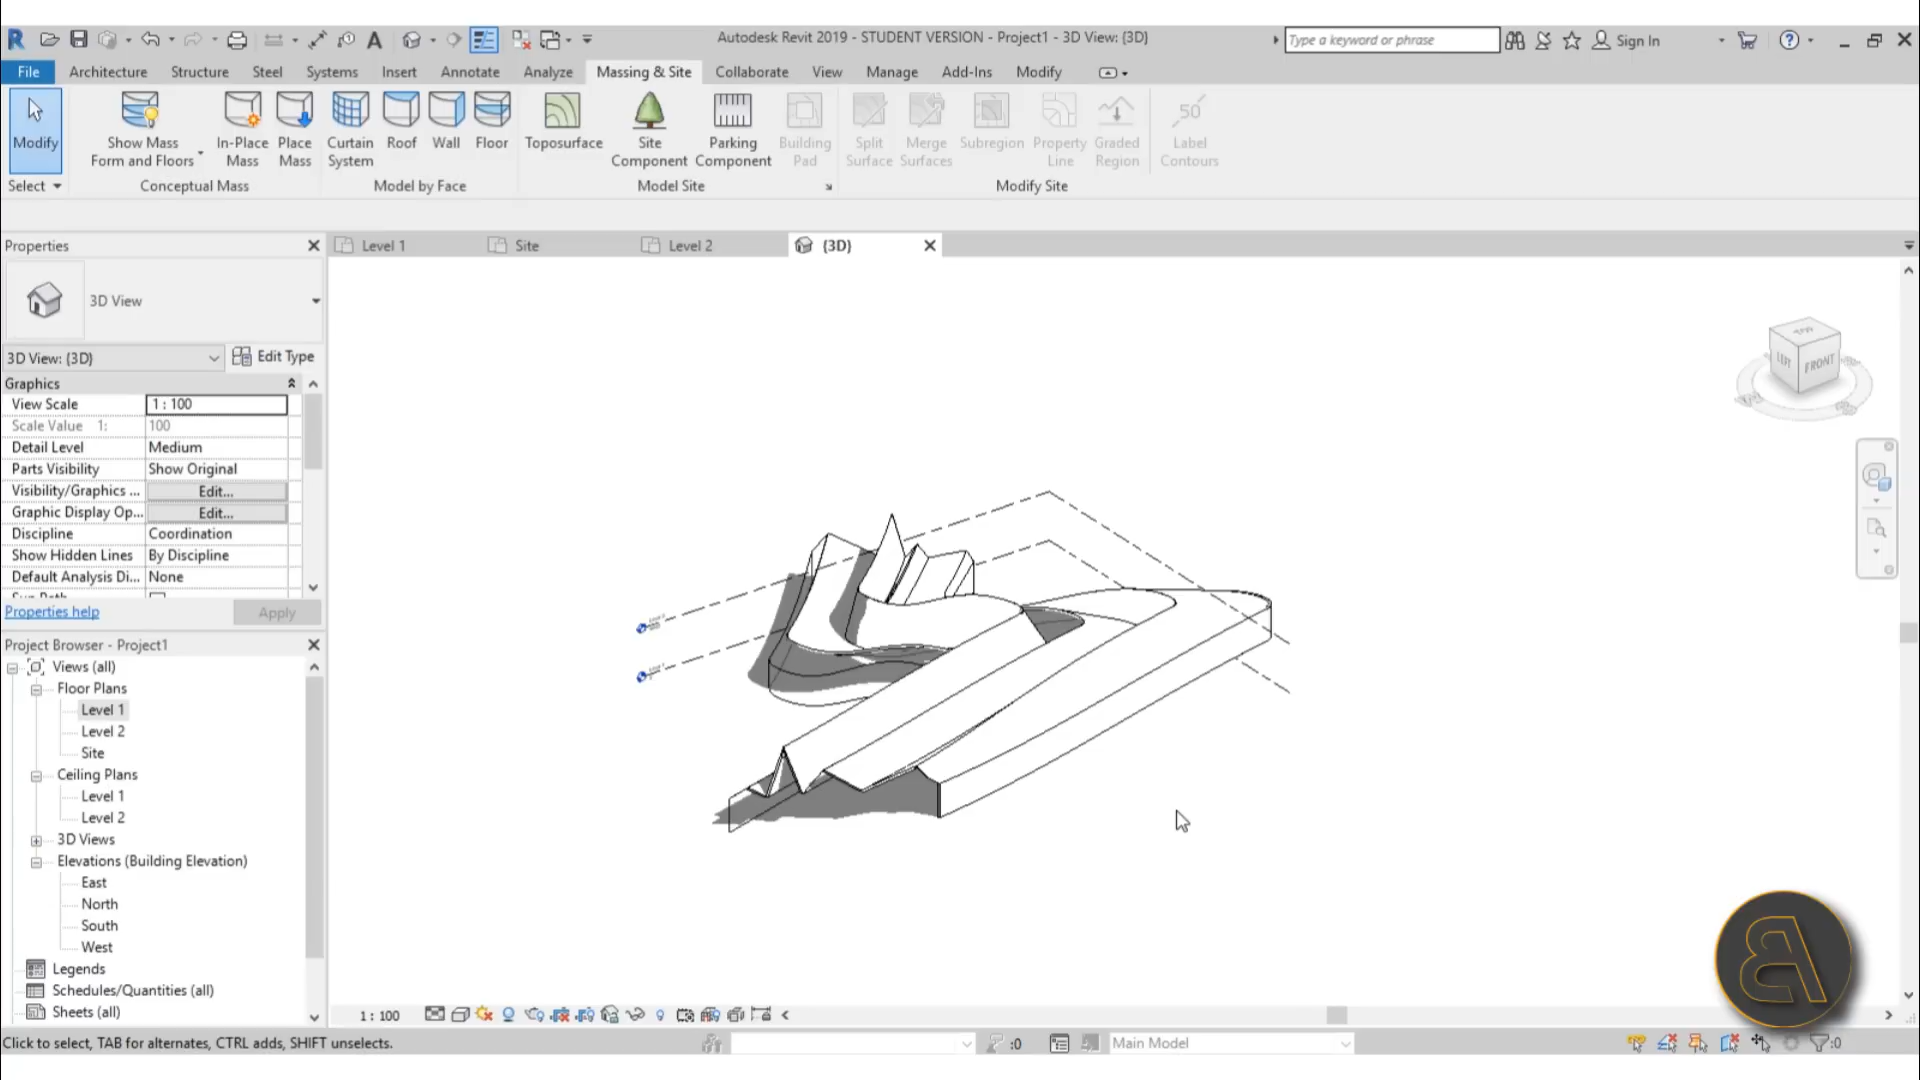 Autodesk Revit 2019 - STUDENT VERSION - Project1 - 3D View: {3D}
Type a keyword or phrase
Sign In
File Architecture Structure Steel Systems Insert Annotate Analyze Massing & Site Collaborate View Manage Add-Ins Modify
Modify
Show Mass
Form and Floors
In-Place
Mass
Place
Mass
Curtain
System
Roof
Wall
Floor
Toposurface
Site
Component
Parking
Component
Building
Pad
Split
Surface
Merge
Surfaces
Subregion
Property
Line
Graded
Region
50
Label
Contours
Select
Conceptual Mass
Model by Face
Model Site
Modify Site
Properties
Level 1
Site
Level 2
{3D}
3D View
3D View: {3D}
Edit Type
Graphics
View Scale 1 : 100
Scale Value 1: 100
Detail Level Medium
Parts Visibility Show Original
Visibility/Graphics ... Edit...
Graphic Display Op... Edit...
Discipline Coordination
Show Hidden Lines By Discipline
Default Analysis Di... None
Properties help
Apply
Project Browser - Project1
Views (all)
Floor Plans
Level 1
Level 2
Site
Ceiling Plans
Level 1
Level 2
3D Views
Elevations (Building Elevation)
East
North
South
West
Legends
Schedules/Quantities (all)
Sheets (all)
TOP
LEFT
FRONT
1 : 100
Click to select, TAB for alternates, CTRL adds, SHIFT unselects.
:0
Main Model
:0